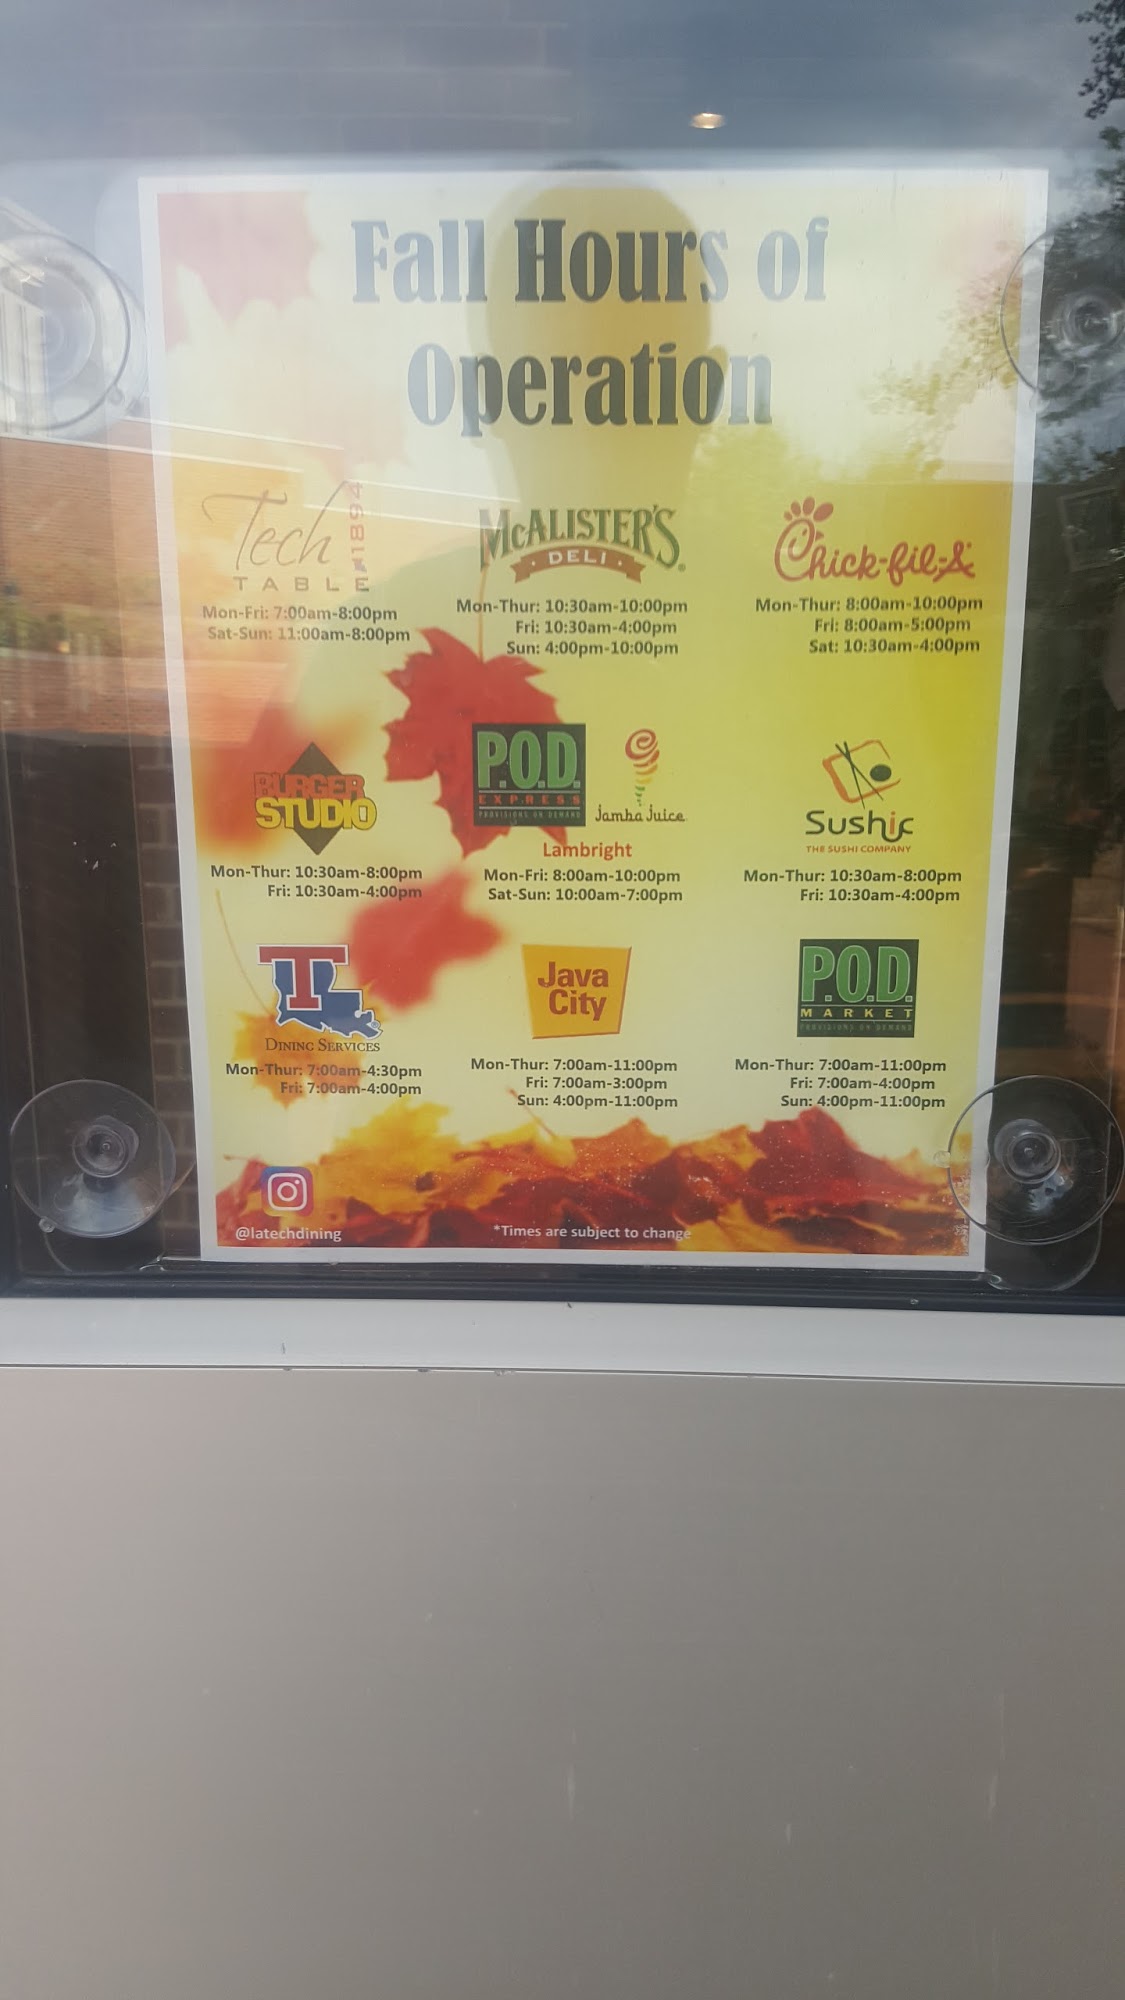 Fall Hours of
Operation
Tech
TABLE 1894
Mon-Fri: 7:00am-8:00pm
Sat-Sun: 11:00am-8:00pm
McALISTER'S
DELI
Mon-Thur: 10:30am-10:00pm
Fri: 10:30am-4:00pm
Sun: 4:00pm-10:00pm
Chick-fil-A
Mon-Thur: 8:00am-10:00pm
Fri: 8:00am-5:00pm
Sat: 10:30am-4:00pm
BURGER
STUDIO
Mon-Thur: 10:30am-8:00pm
Fri: 10:30am-4:00pm
P.O.D.
EXPRESS
PROVISIONS ON DEMAND
Jamba Juice
Lambright
Mon-Fri: 8:00am-10:00pm
Sat-Sun: 10:00am-7:00pm
Sushic
THE SUSHI COMPANY
Mon-Thur: 10:30am-8:00pm
Fri: 10:30am-4:00pm
T
DINING SERVICES
Mon-Thur: 7:00am-4:30pm
Fri: 7:00am-4:00pm
Java
City
Mon-Thur: 7:00am-11:00pm
Fri: 7:00am-3:00pm
Sun: 4:00pm-11:00pm
P.O.D.
MARKET
PROVISIONS ON DEMAND
Mon-Thur: 7:00am-11:00pm
Fri: 7:00am-4:00pm
Sun: 4:00pm-11:00pm
@latechdining
*Times are subject to change